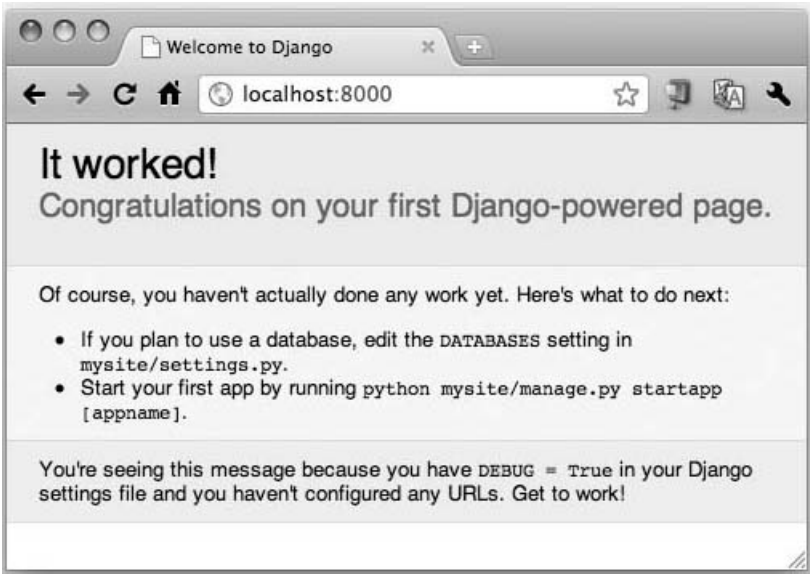 Welcome to Django
localhost:8000
It worked!
Congratulations on your first Django-powered page.
Of course, you haven't actually done any work yet. Here's what to do next:
• If you plan to use a database, edit the DATABASES setting in
mysite/settings.py.
• Start your first app by running python mysite/manage.py startapp
[appname].
You're seeing this message because you have DEBUG = True in your Django
settings file and you haven't configured any URLs. Get to work!